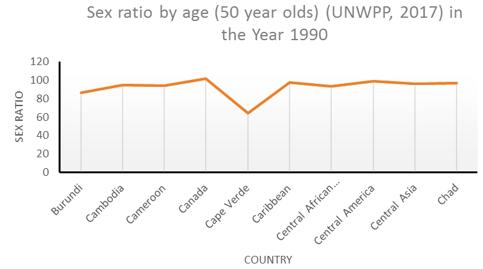 Sex ratio by age (50 year olds) (UNWPP, 2017) in
the Year 1990
120
100
80
60
40
20
0
SEX RATIO
Burundi
Cambodia
Cameroon
Canada
Cape Verde
Caribbean
Central African...
Central America
Central Asia
Chad
COUNTRY